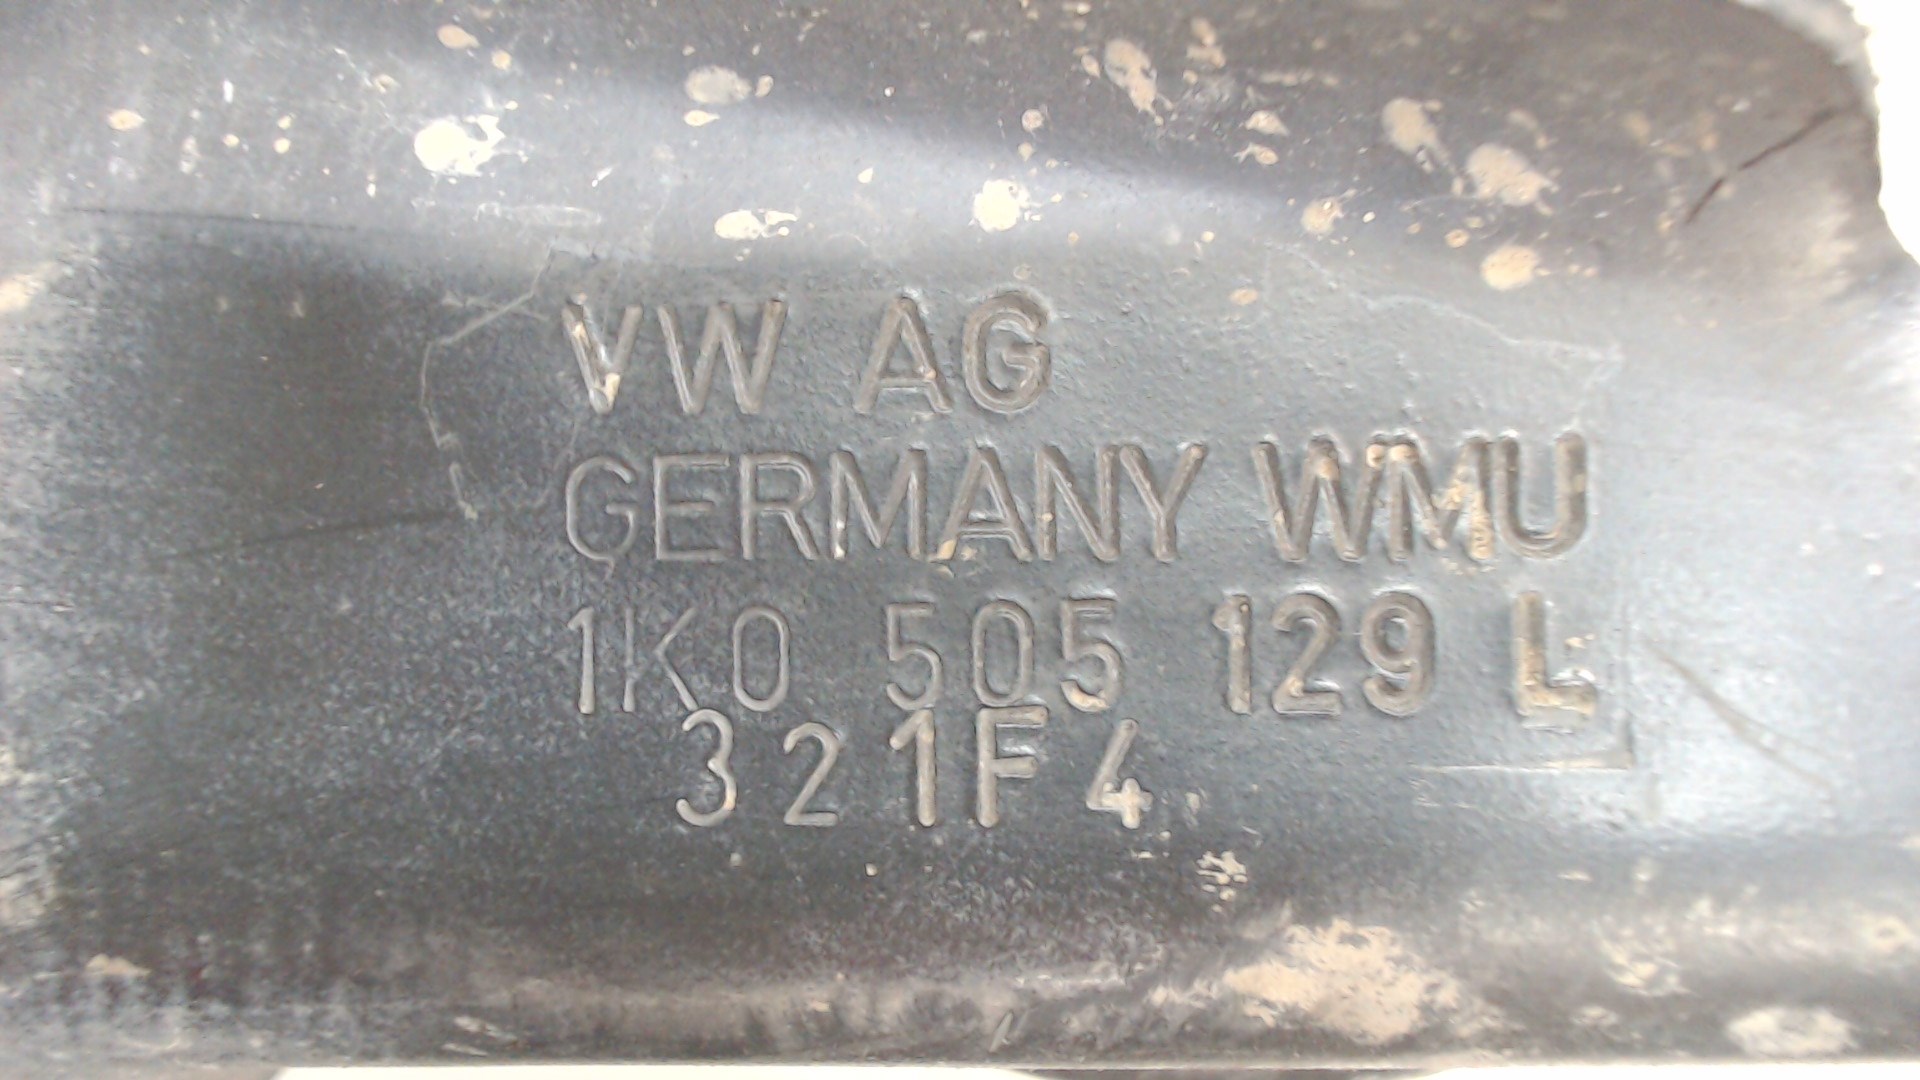 VW AG
GERMANY WMU
1K0 505 129 L
321F4